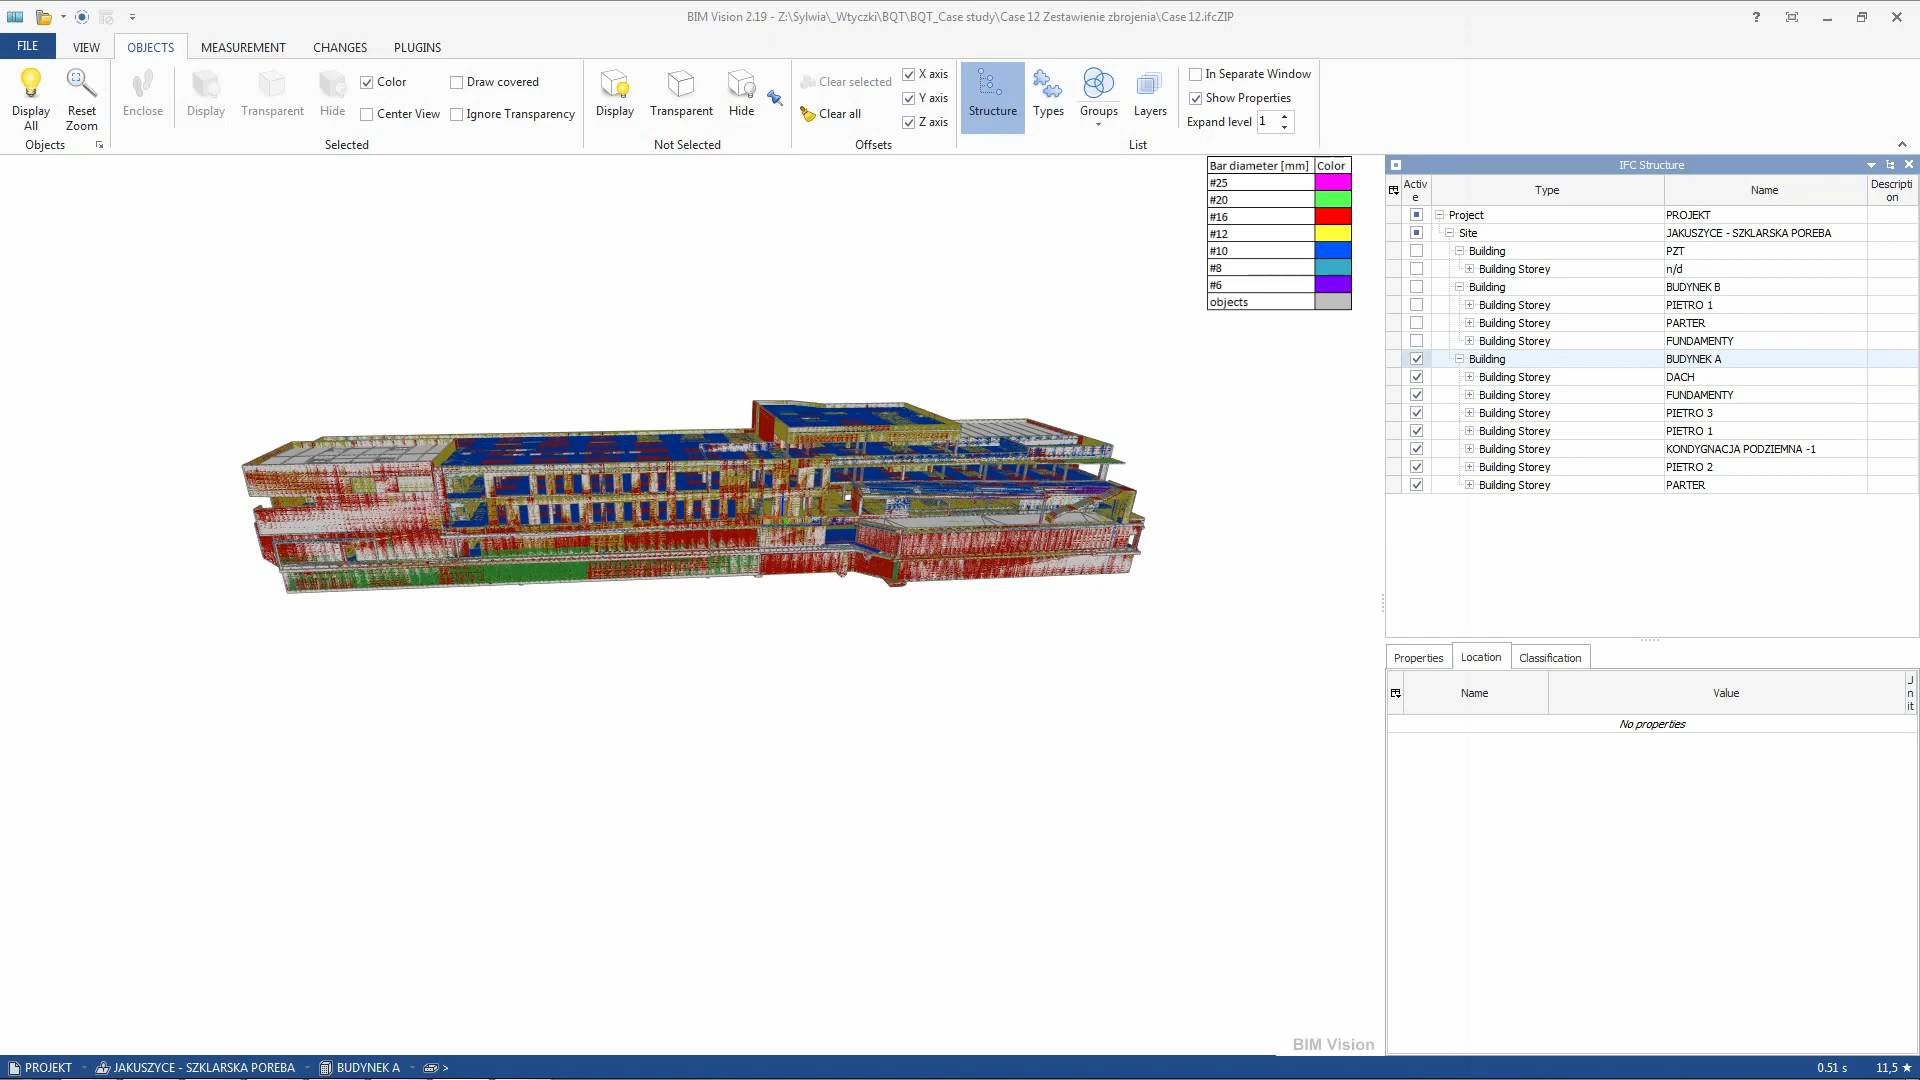 BIM Vision 2.19 - Z:\Sylwia\_Wtyczki\BQT\BQT_Case study\Case 12 Zestawienie zbrojenia\Case 12.ifcZIP
FILE VIEW OBJECTS MEASUREMENT CHANGES PLUGINS
Display All
Reset Zoom
Objects
Enclose
Display
Transparent
Hide
Color
Center View
Draw covered
Ignore Transparency
Selected
Display
Transparent
Hide
Not Selected
Clear selected
Clear all
X axis
Y axis
Z axis
Offsets
Structure
Types
Groups
Layers
In Separate Window
Show Properties
Expand level 1
List
Bar diameter [mm] Color
#25
#20
#16
#12
#10
#8
#6
objects
IFC Structure
Active Type Name Description
Project PROJEKT
Site JAKUSZYCE - SZKLARSKA POREBA
Building PZT
Building Storey n/d
Building BUDYNEK B
Building Storey PIETRO 1
Building Storey PARTER
Building Storey FUNDAMENTY
Building BUDYNEK A
Building Storey DACH
Building Storey FUNDAMENTY
Building Storey PIETRO 3
Building Storey PIETRO 1
Building Storey KONDYGNACJA PODZIEMNA -1
Building Storey PIETRO 2
Building Storey PARTER
Properties Location Classification
Name Value
No properties
BIM Vision
PROJEKT JAKUSZYCE - SZKLARSKA POREBA BUDYNEK A >
0.51 s 11,5 ★